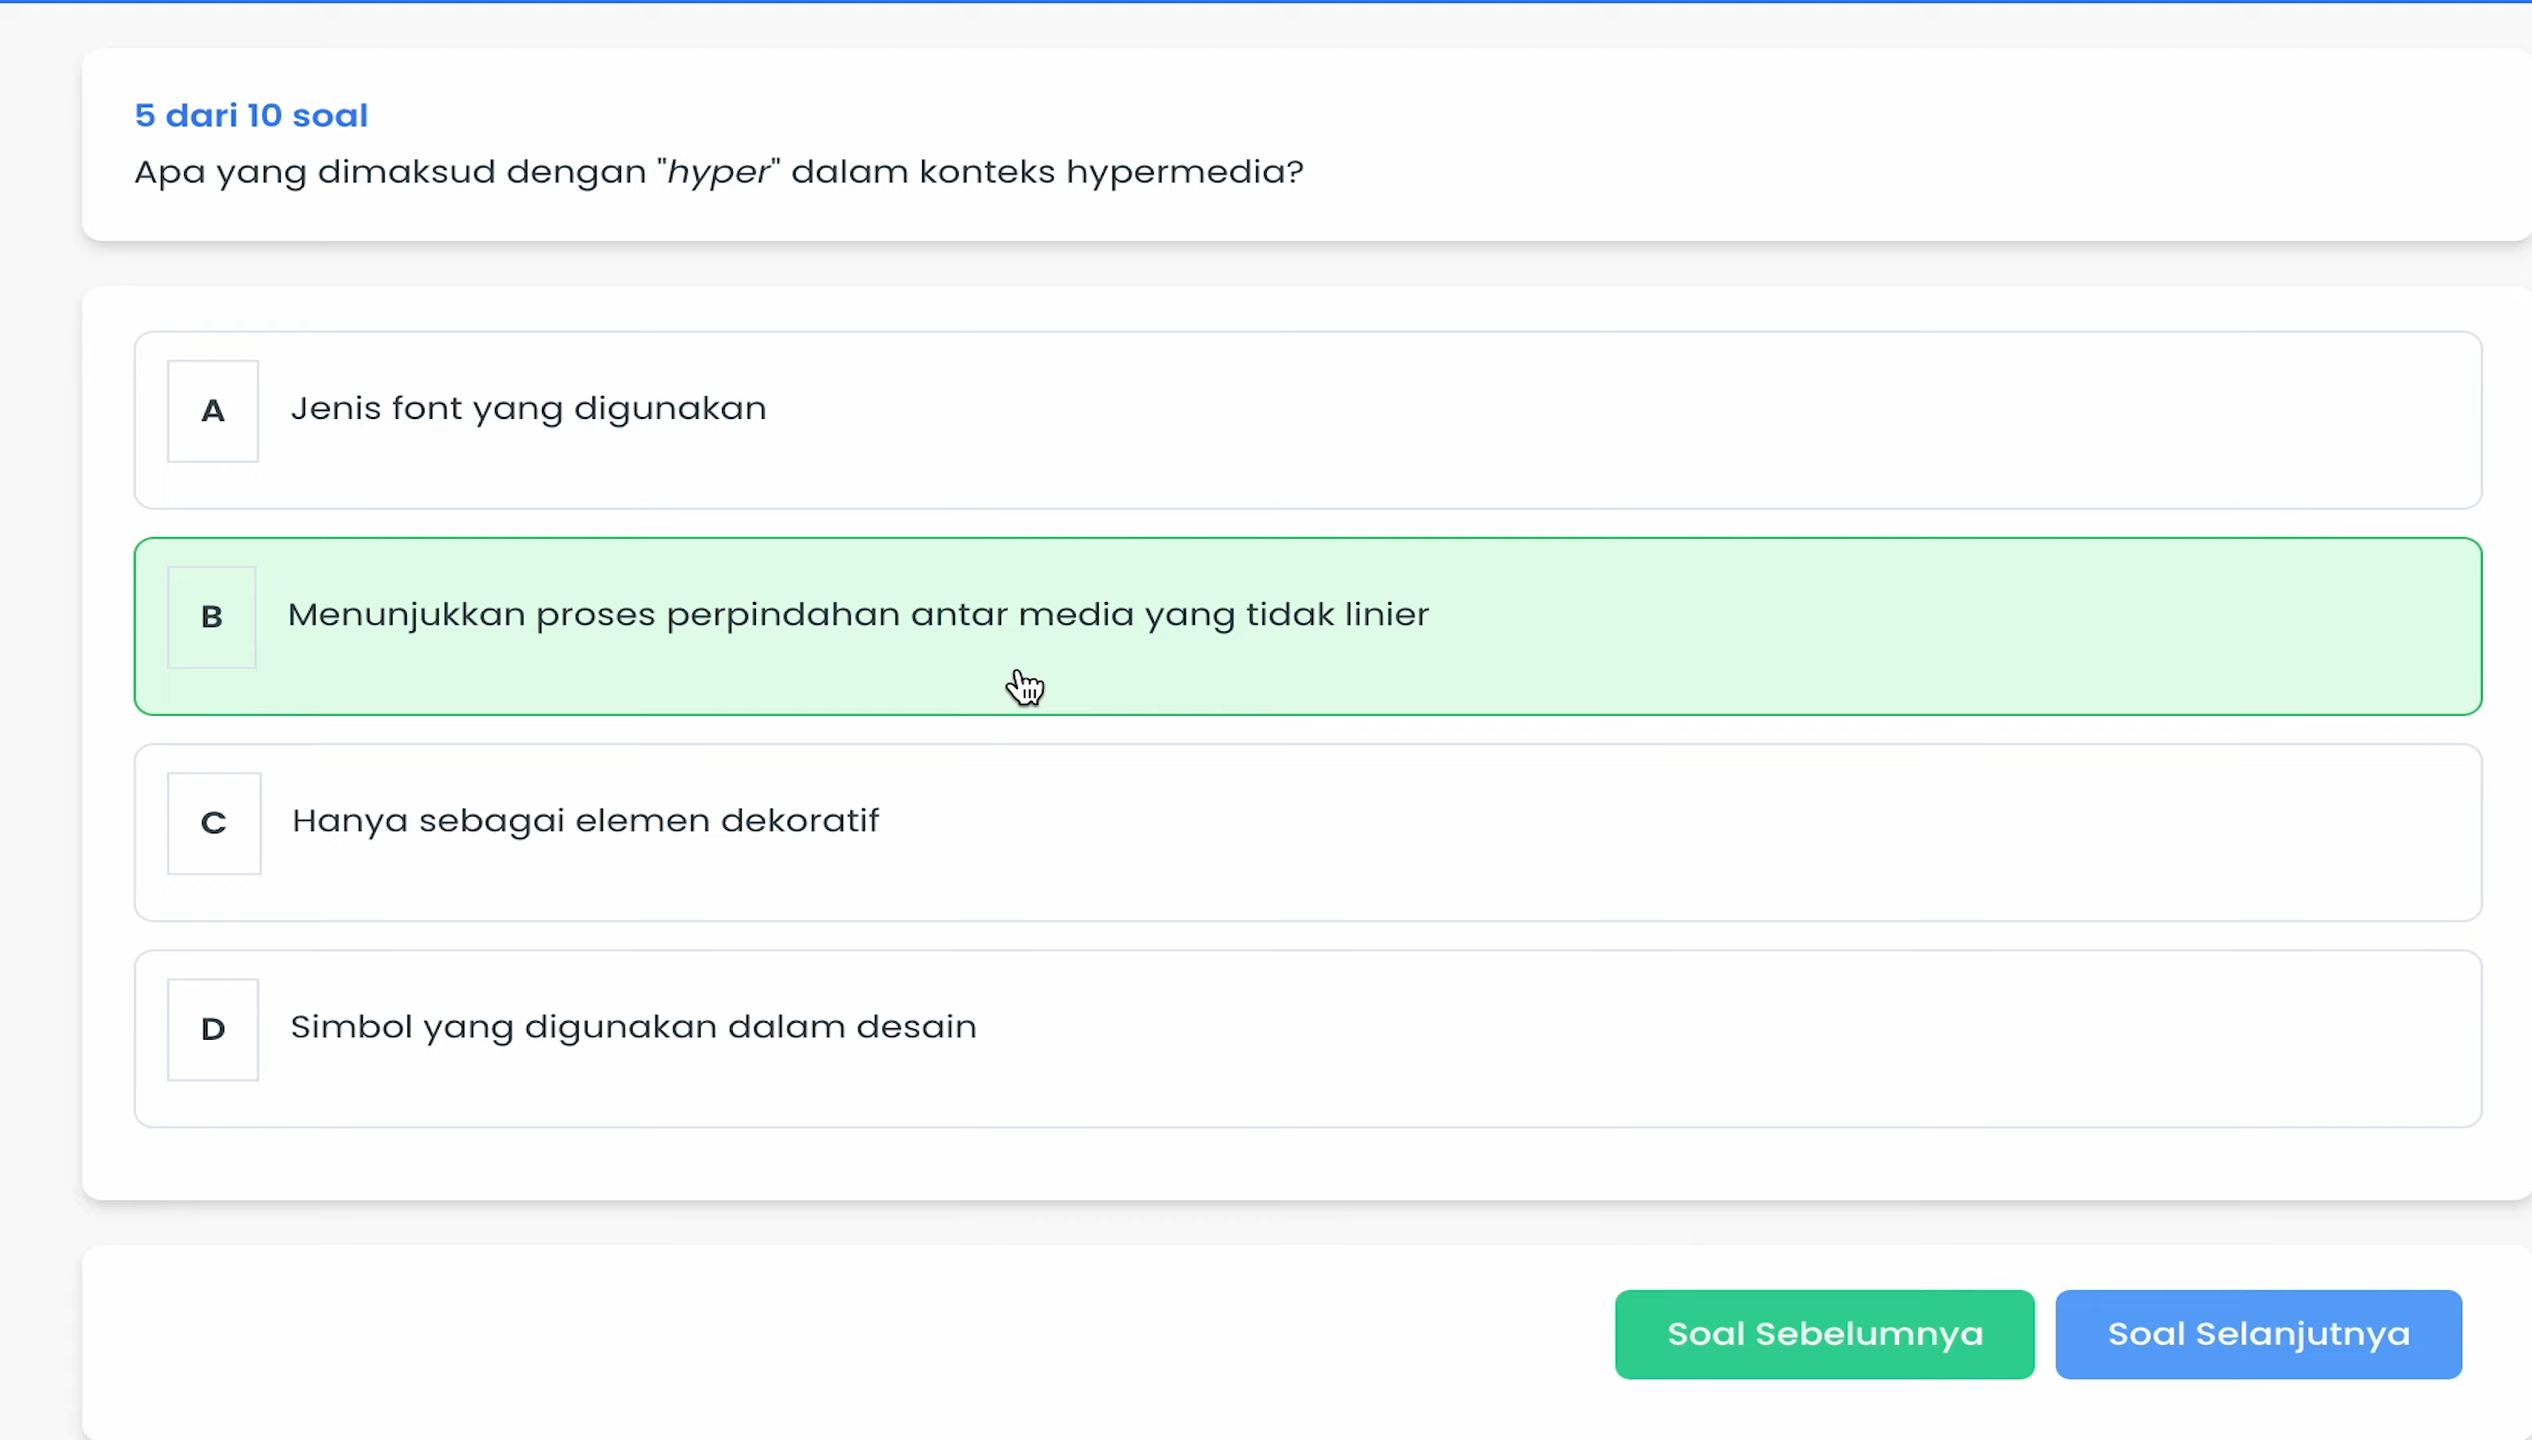 5 dari 10 soal
Apa yang dimaksud dengan "hyper" dalam konteks hypermedia?
A
Jenis font yang digunakan
B
Menunjukkan proses perpindahan antar media yang tidak linier
C
Hanya sebagai elemen dekoratif
D
Simbol yang digunakan dalam desain
Soal Sebelumnya
Soal Selanjutnya